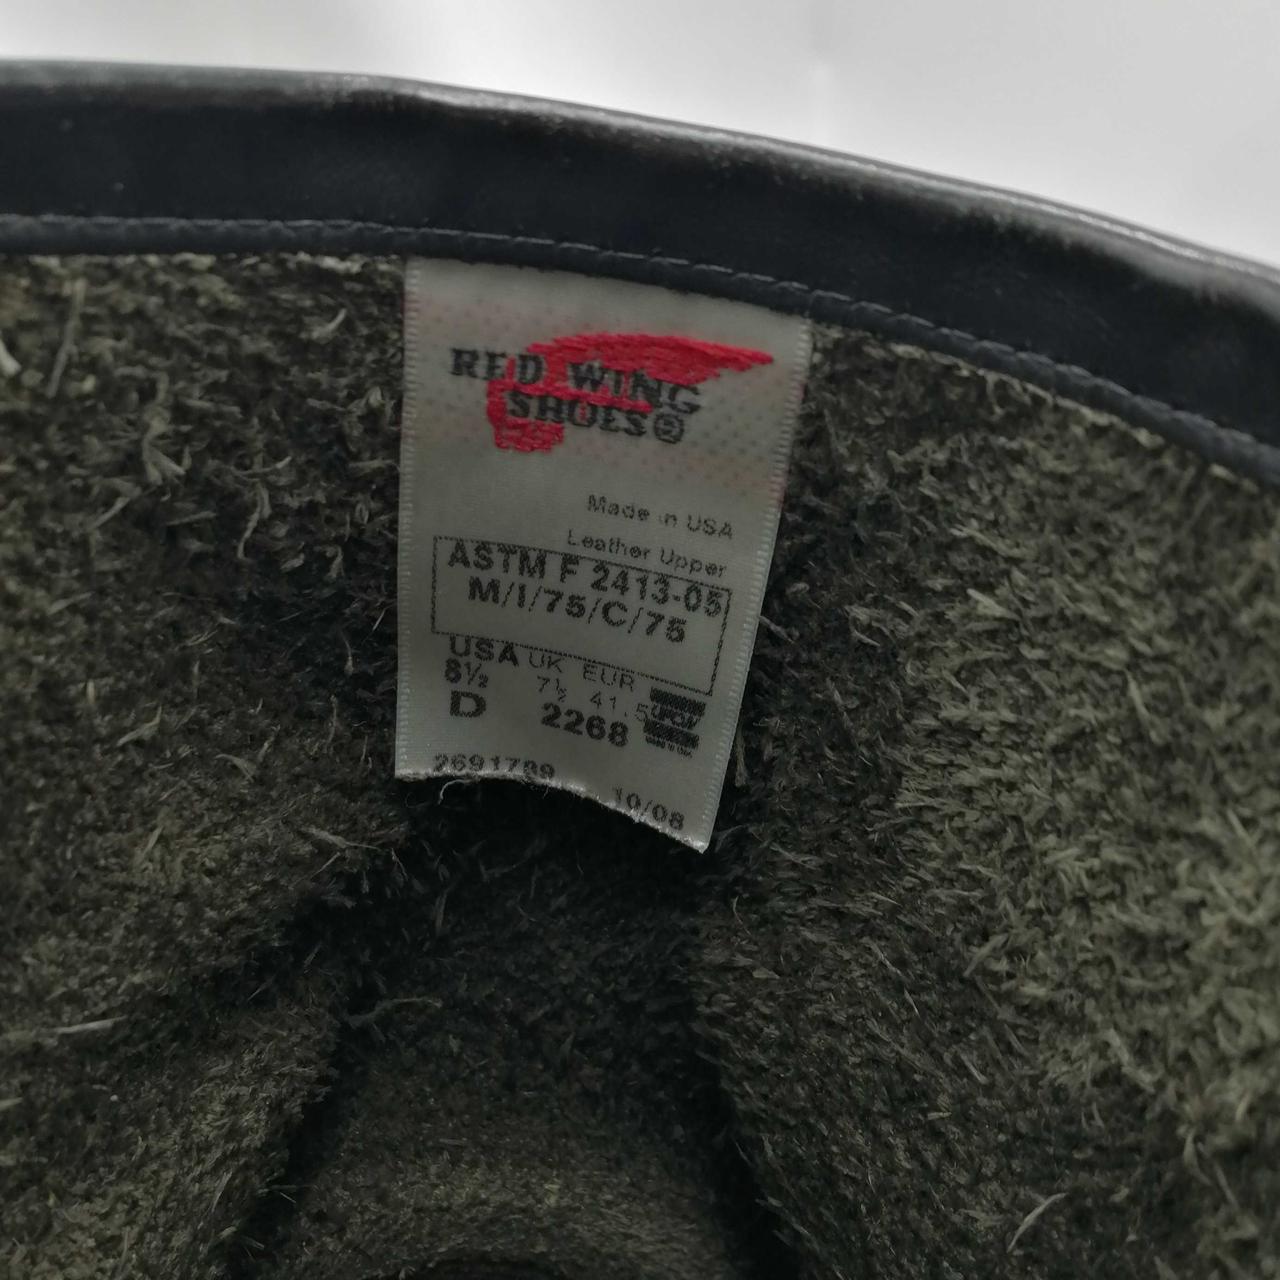 RED WING
SHOES®
Made in USA
Leather Upper
ASTM F 2413-05
M/I/75/C/75
USA UK EUR
8½ 7½ 41.5
D 2268
2691789
10/08